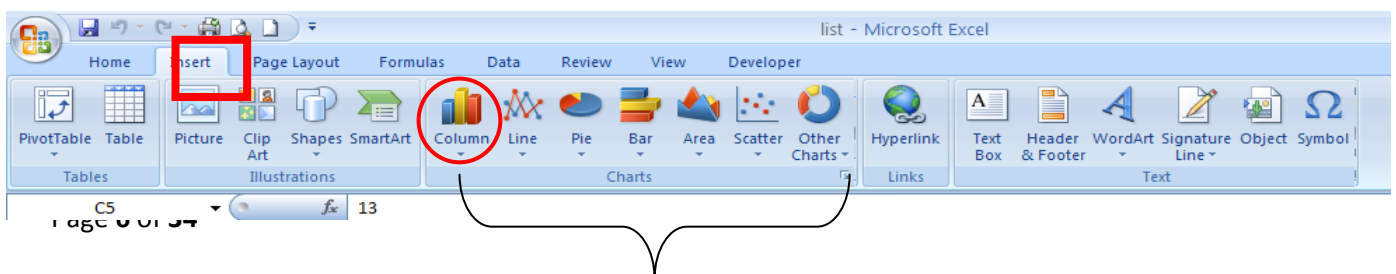 list - Microsoft Excel
Home Insert Page Layout Formulas Data Review View Developer
PivotTable Table Picture Clip Art Shapes SmartArt Column Line Pie Bar Area Scatter Other Charts Hyperlink Text Box Header & Footer WordArt Signature Line Object Symbol
Tables Illustrations Charts Links Text
C5 fx 13
of